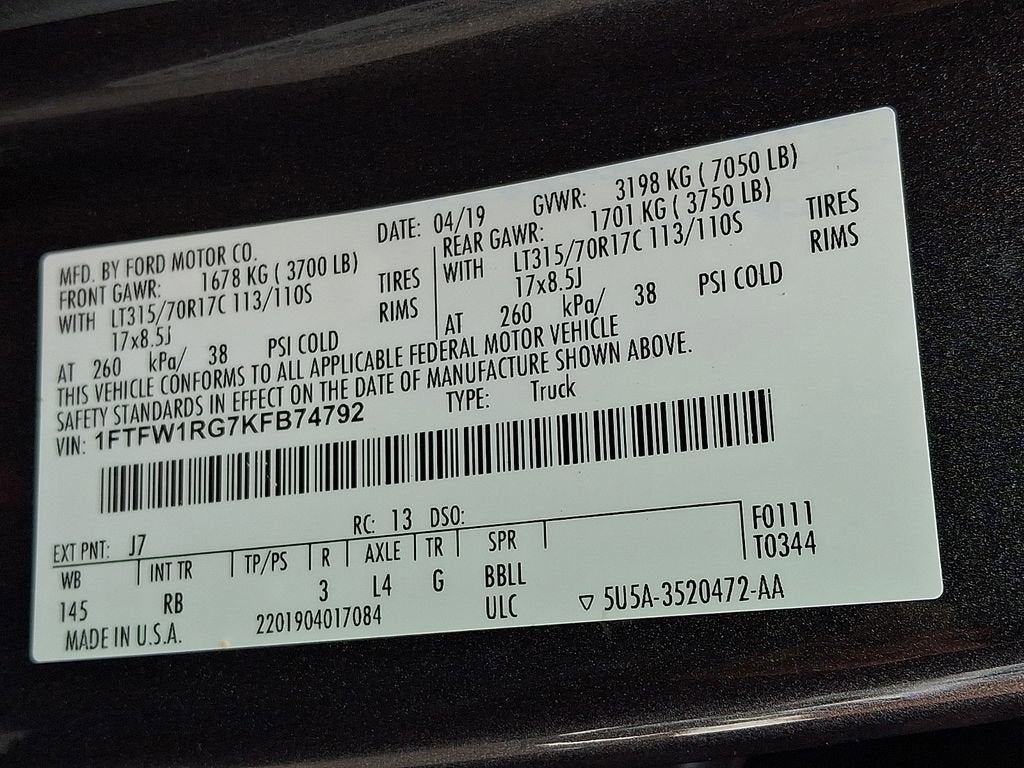 MFD. BY FORD MOTOR CO. DATE: 04/19 GVWR: 3198 KG ( 7050 LB)
FRONT GAWR: 1678 KG ( 3700 LB)
WITH LT315/70R17C 113/110S TIRES
17x8.5J RIMS
AT 260 kPa/ 38 PSI COLD
REAR GAWR: 1701 KG ( 3750 LB)
WITH LT315/70R17C 113/110S TIRES
17x8.5J RIMS
AT 260 kPa/ 38 PSI COLD
THIS VEHICLE CONFORMS TO ALL APPLICABLE FEDERAL MOTOR VEHICLE
SAFETY STANDARDS IN EFFECT ON THE DATE OF MANUFACTURE SHOWN ABOVE.
VIN: 1FTFW1RG7KFB74792 TYPE: Truck
EXT PNT: J7 RC: 13 DSO: F0111
WB INT TR TP/PS R AXLE TR SPR T0344
145 RB 3 L4 G BBLL
MADE IN U.S.A. 2201904017084 ULC ▽ 5U5A-3520472-AA